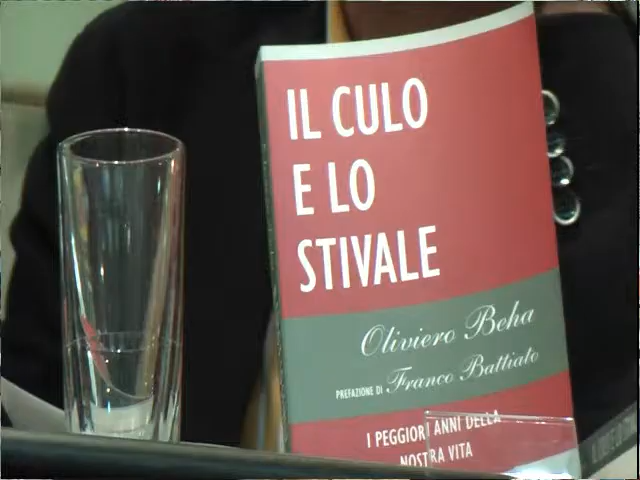 IL CULO
E LO
STIVALE
Oliviero Beha
PREFAZIONE DI Franco Battiato
I PEGGIORI ANNI DELLA
NOSTRA VITA